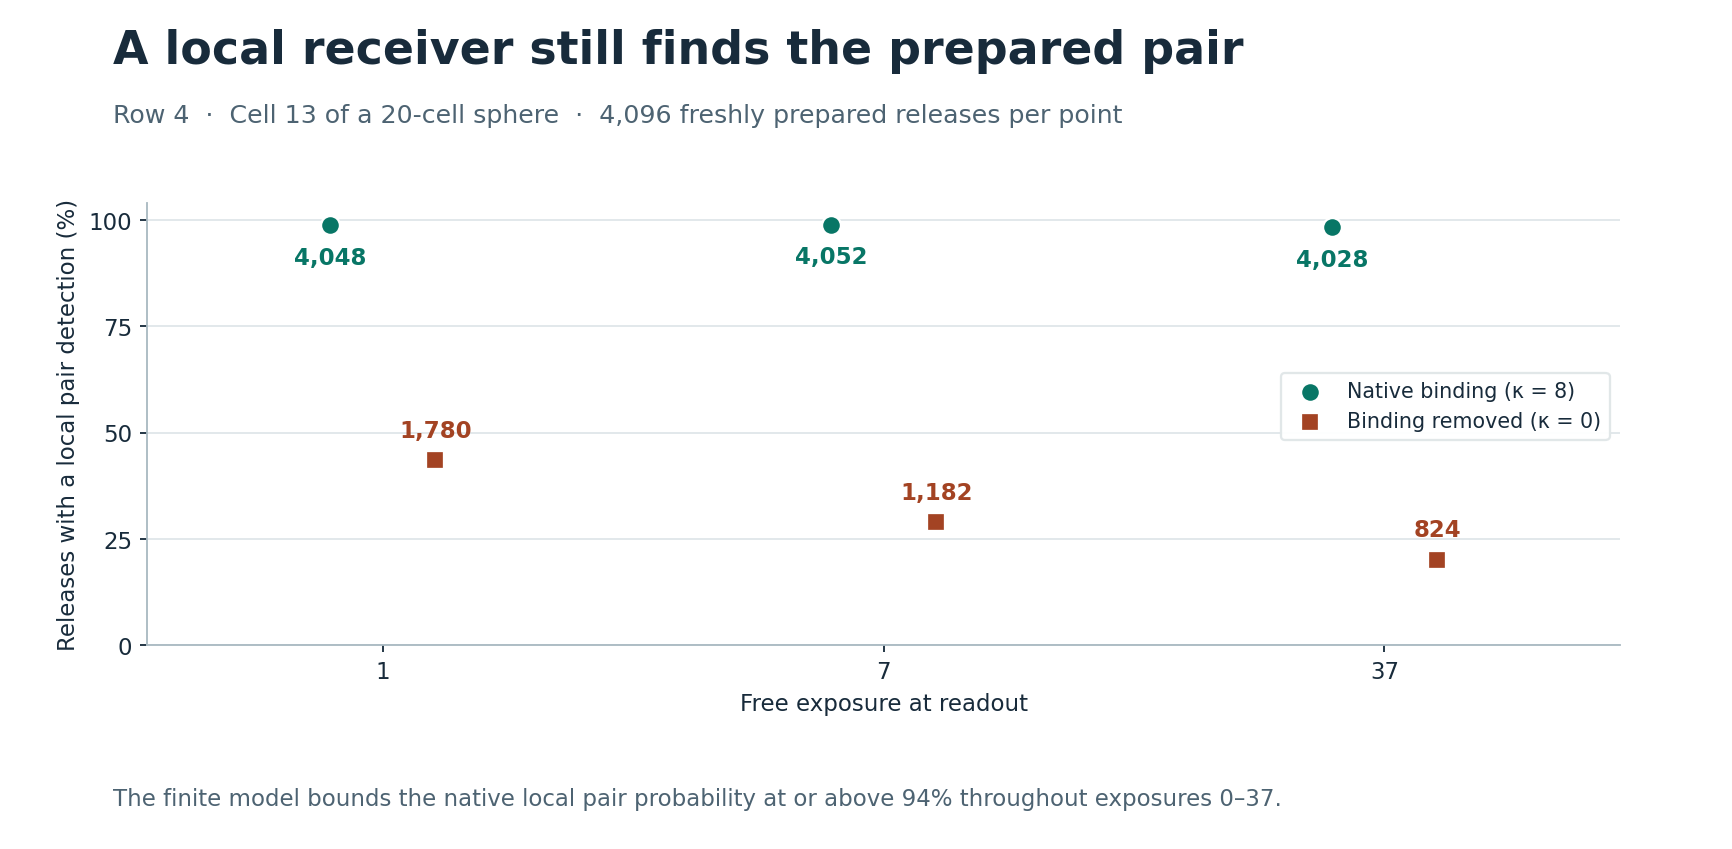 A local receiver still finds the prepared pair
Row 4 · Cell 13 of a 20-cell sphere · 4,096 freshly prepared releases per point
Releases with a local pair detection (%)
100
75
50
25
0
4,048
4,052
4,028
1,780
1,182
824
Native binding (κ = 8)
Binding removed (κ = 0)
1
7
37
Free exposure at readout
The finite model bounds the native local pair probability at or above 94% throughout exposures 0–37.